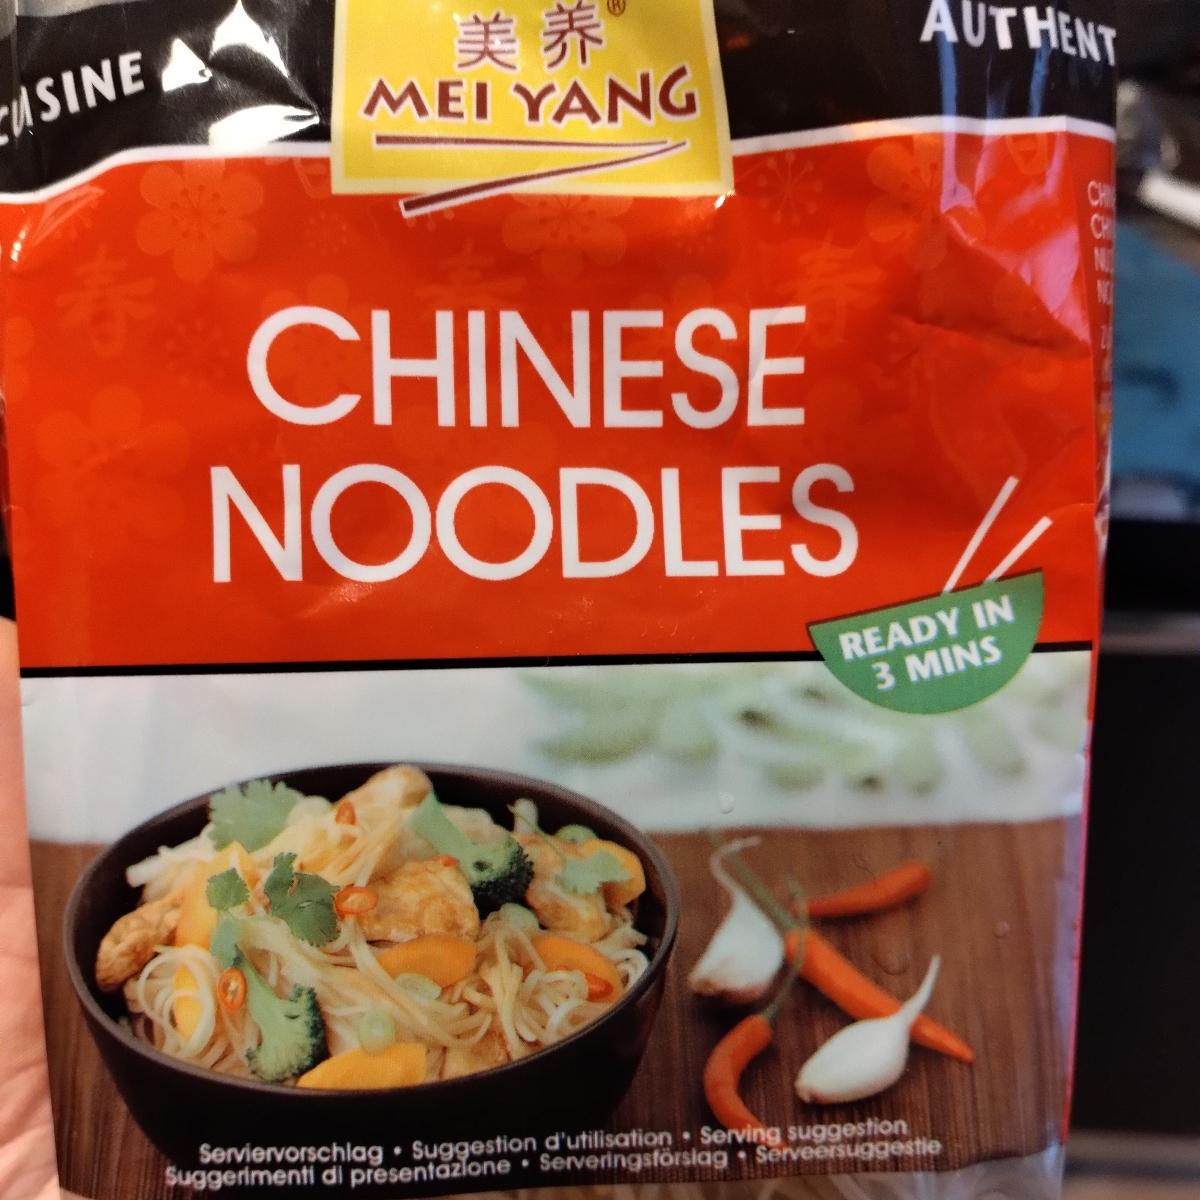 CUISINE
美养®
AUTHENT
MEI YANG
CHINESE
NOODLES
READY IN
3 MINS
Serviervorschlag • Suggestion d'utilisation • Serving suggestion
Suggerimenti di presentazione • Serveringsförslag • Serveersuggestie